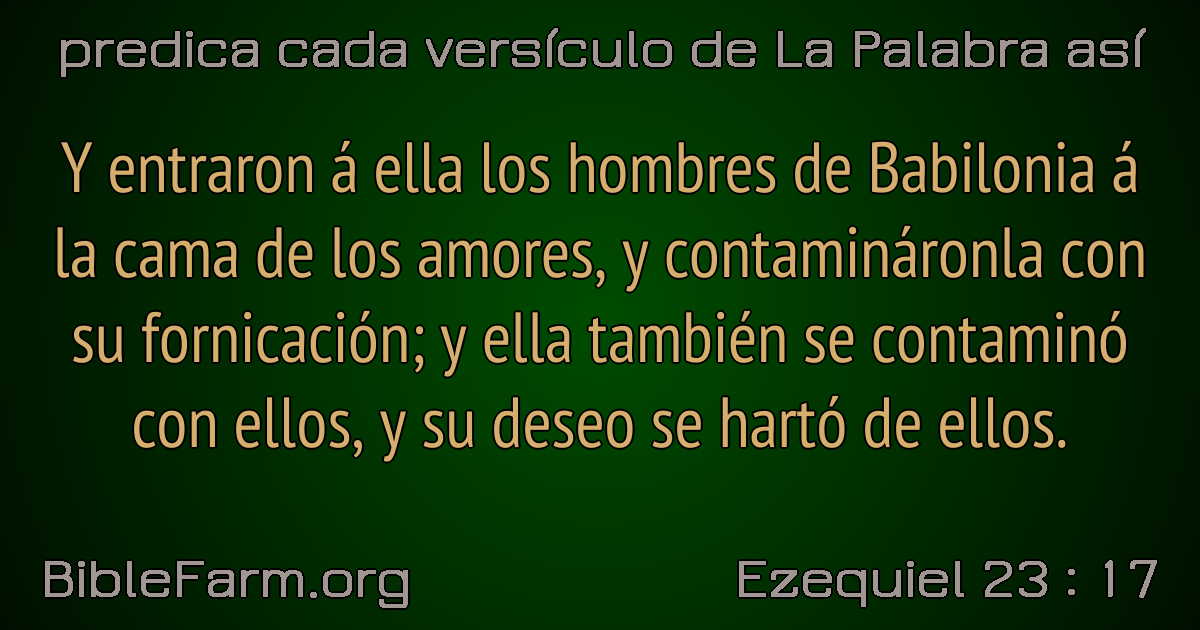 predica cada versículo de La Palabra así
Y entraron á ella los hombres de Babilonia á
la cama de los amores, y contamináronla con
su fornicación; y ella también se contaminó
con ellos, y su deseo se hartó de ellos.
BibleFarm.org
Ezequiel 23 : 17